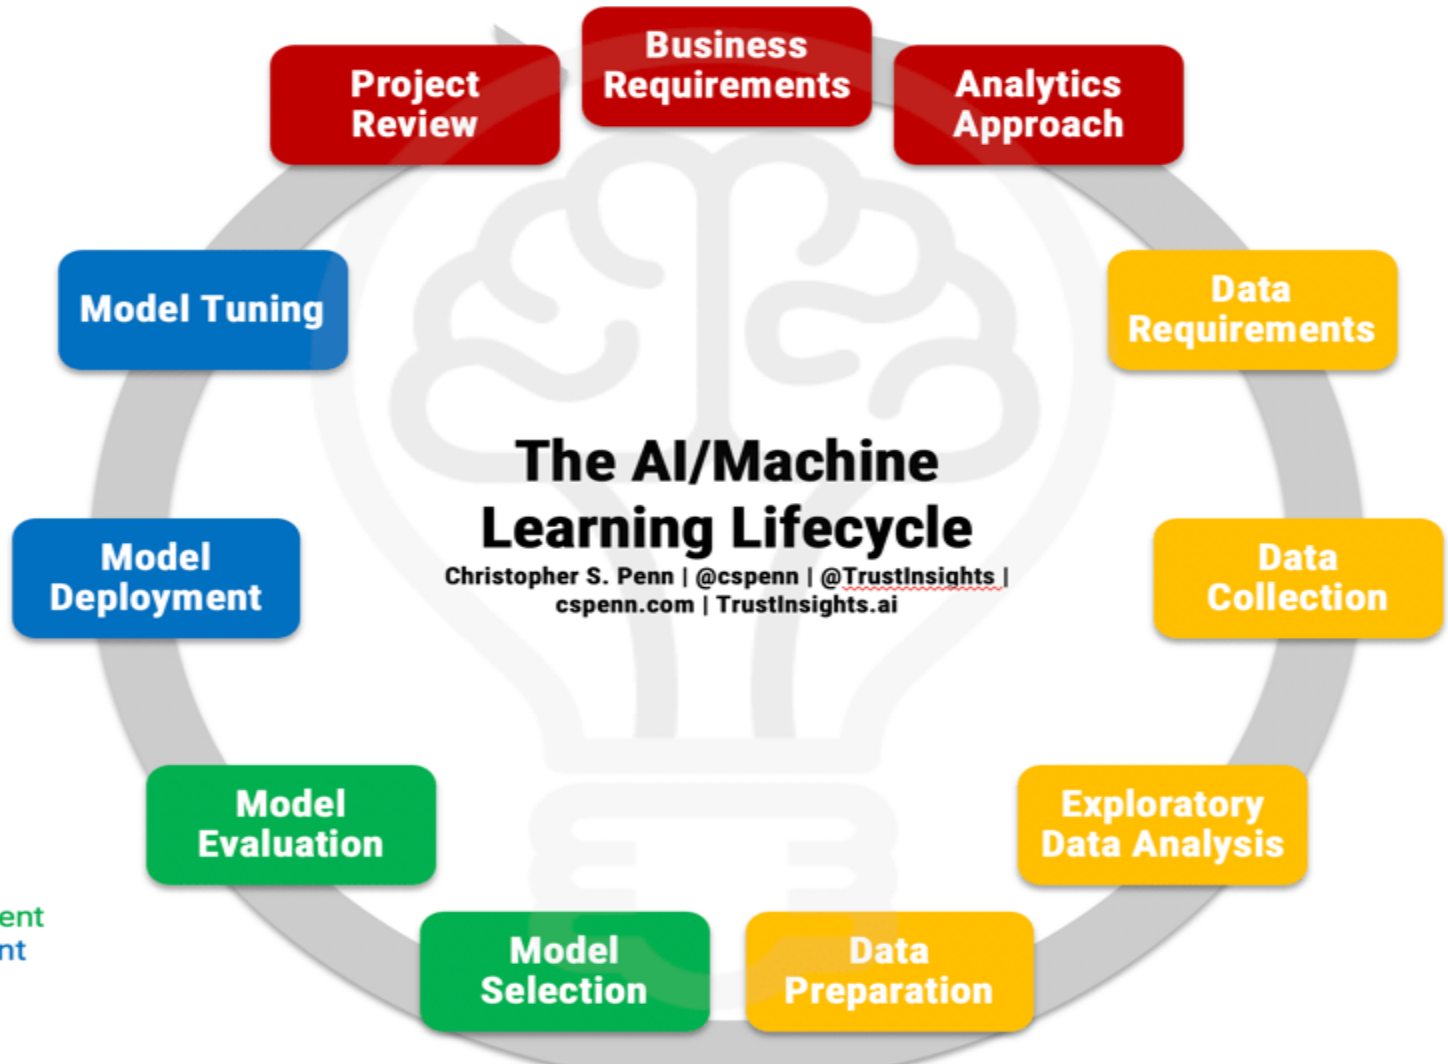 Business
Requirements
Analytics
Approach
Data
Requirements
Data
Collection
Exploratory
Data Analysis
Data
Preparation
Model
Selection
Model
Evaluation
Model
Deployment
Model Tuning
Project
Review
The AI/Machine
Learning Lifecycle
Christopher S. Penn | @cspenn | @TrustInsights |
cspenn.com | TrustInsights.ai
ent
nt